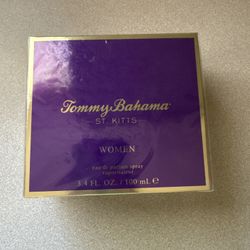 Tommy Bahama
ST. KITTS
WOMEN
eau de parfum spray
vaporisateur
3.4 FL. OZ. / 100 mL ℮